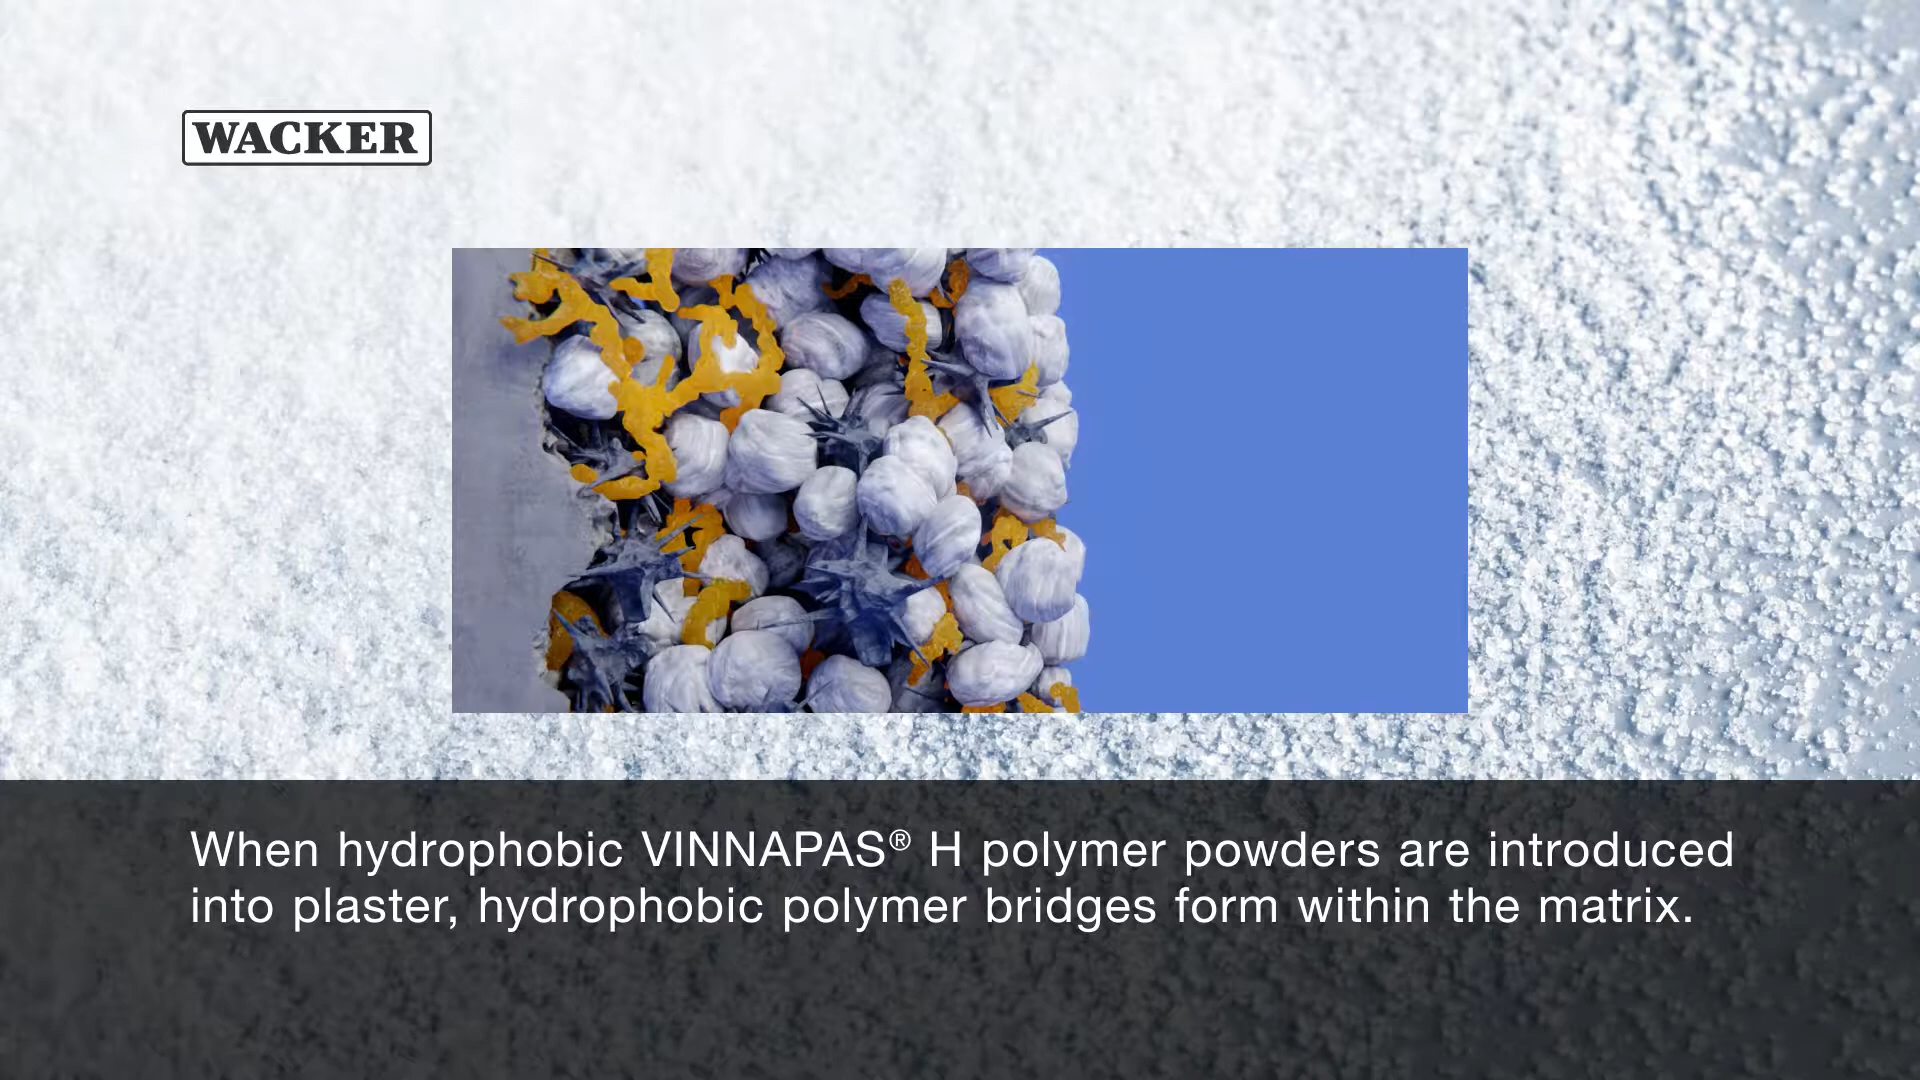 WACKER
When hydrophobic VINNAPAS® H polymer powders are introduced
into plaster, hydrophobic polymer bridges form within the matrix.